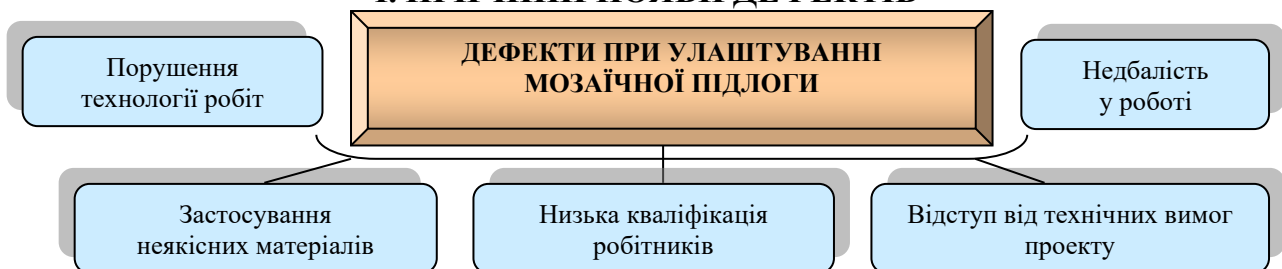 ДЕФЕКТИ ПРИ УЛАШТУВАННІ
МОЗАЇЧНОЇ ПІДЛОГИ
Порушення
технології робіт
Недбалість
у роботі
Застосування
неякісних матеріалів
Низька кваліфікація
робітників
Відступ від технічних вимог
проекту